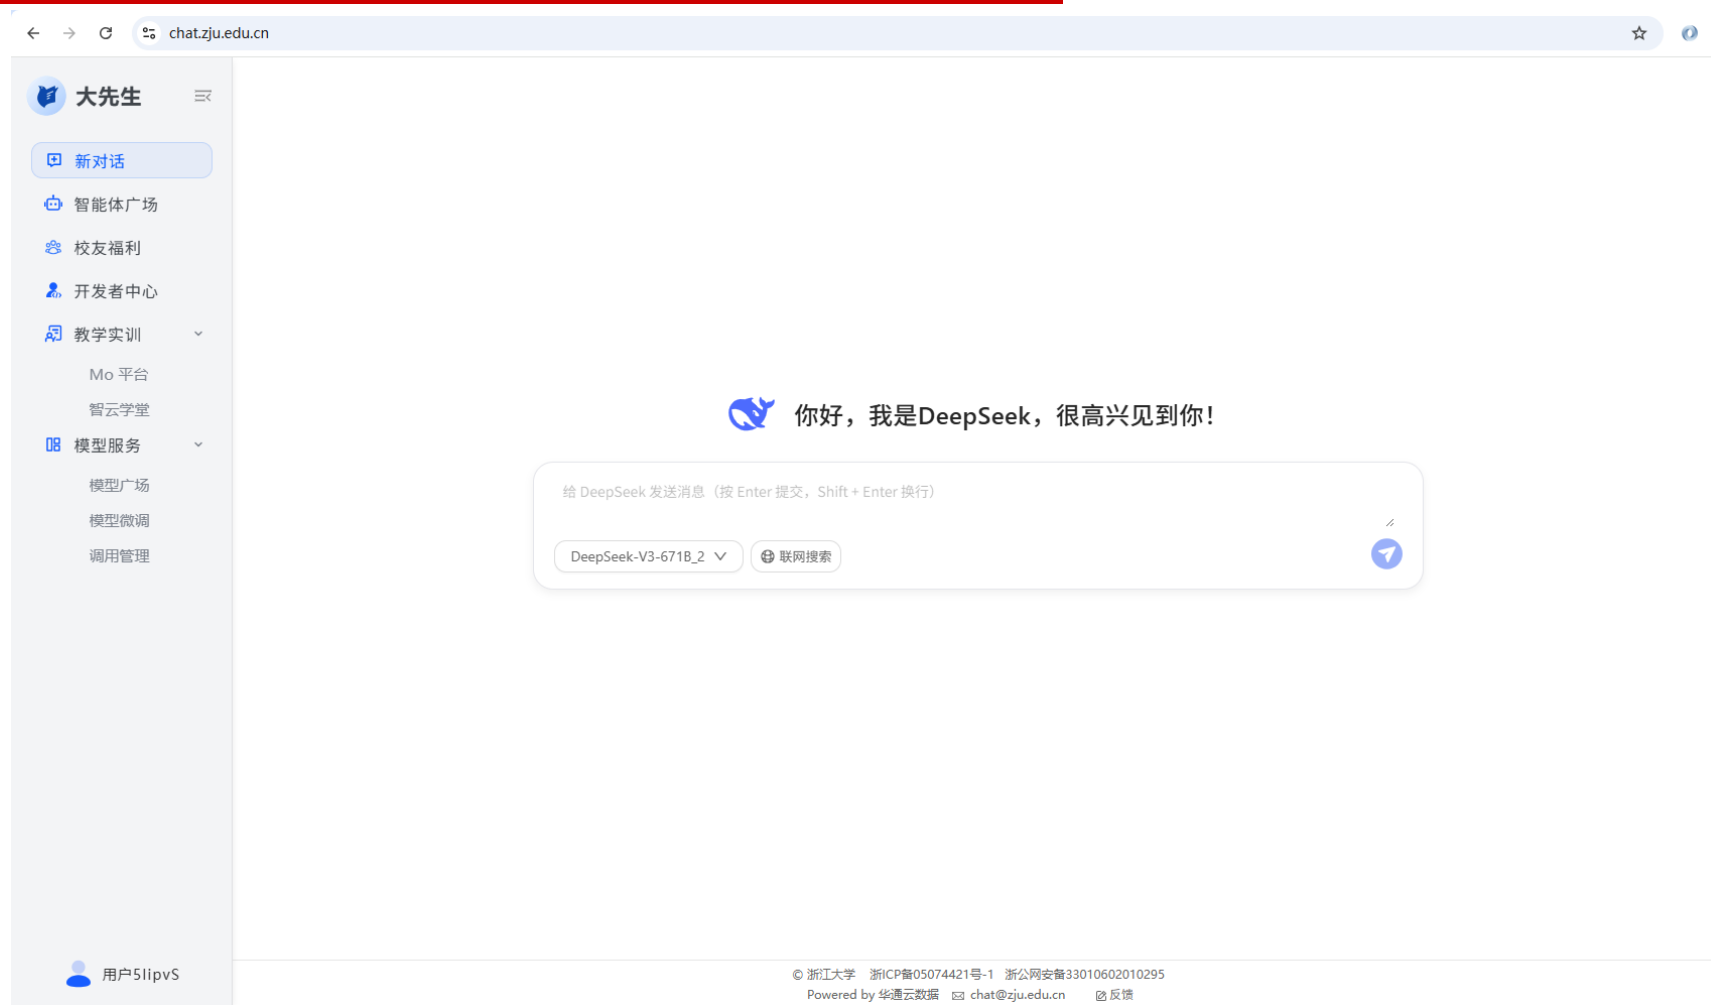 chat.zju.edu.cn
大先生
新对话
智能体广场
校友福利
开发者中心
教学实训
Mo 平台
智云学堂
模型服务
模型广场
模型微调
调用管理
用户5lipvS
你好，我是DeepSeek，很高兴见到你！
给 DeepSeek 发送消息（按 Enter 提交，Shift + Enter 换行）
DeepSeek-V3-671B_2 联网搜索
© 浙江大学 浙ICP备05074421号-1 浙公网安备33010602010295
Powered by 华通云数据 chat@zju.edu.cn 反馈